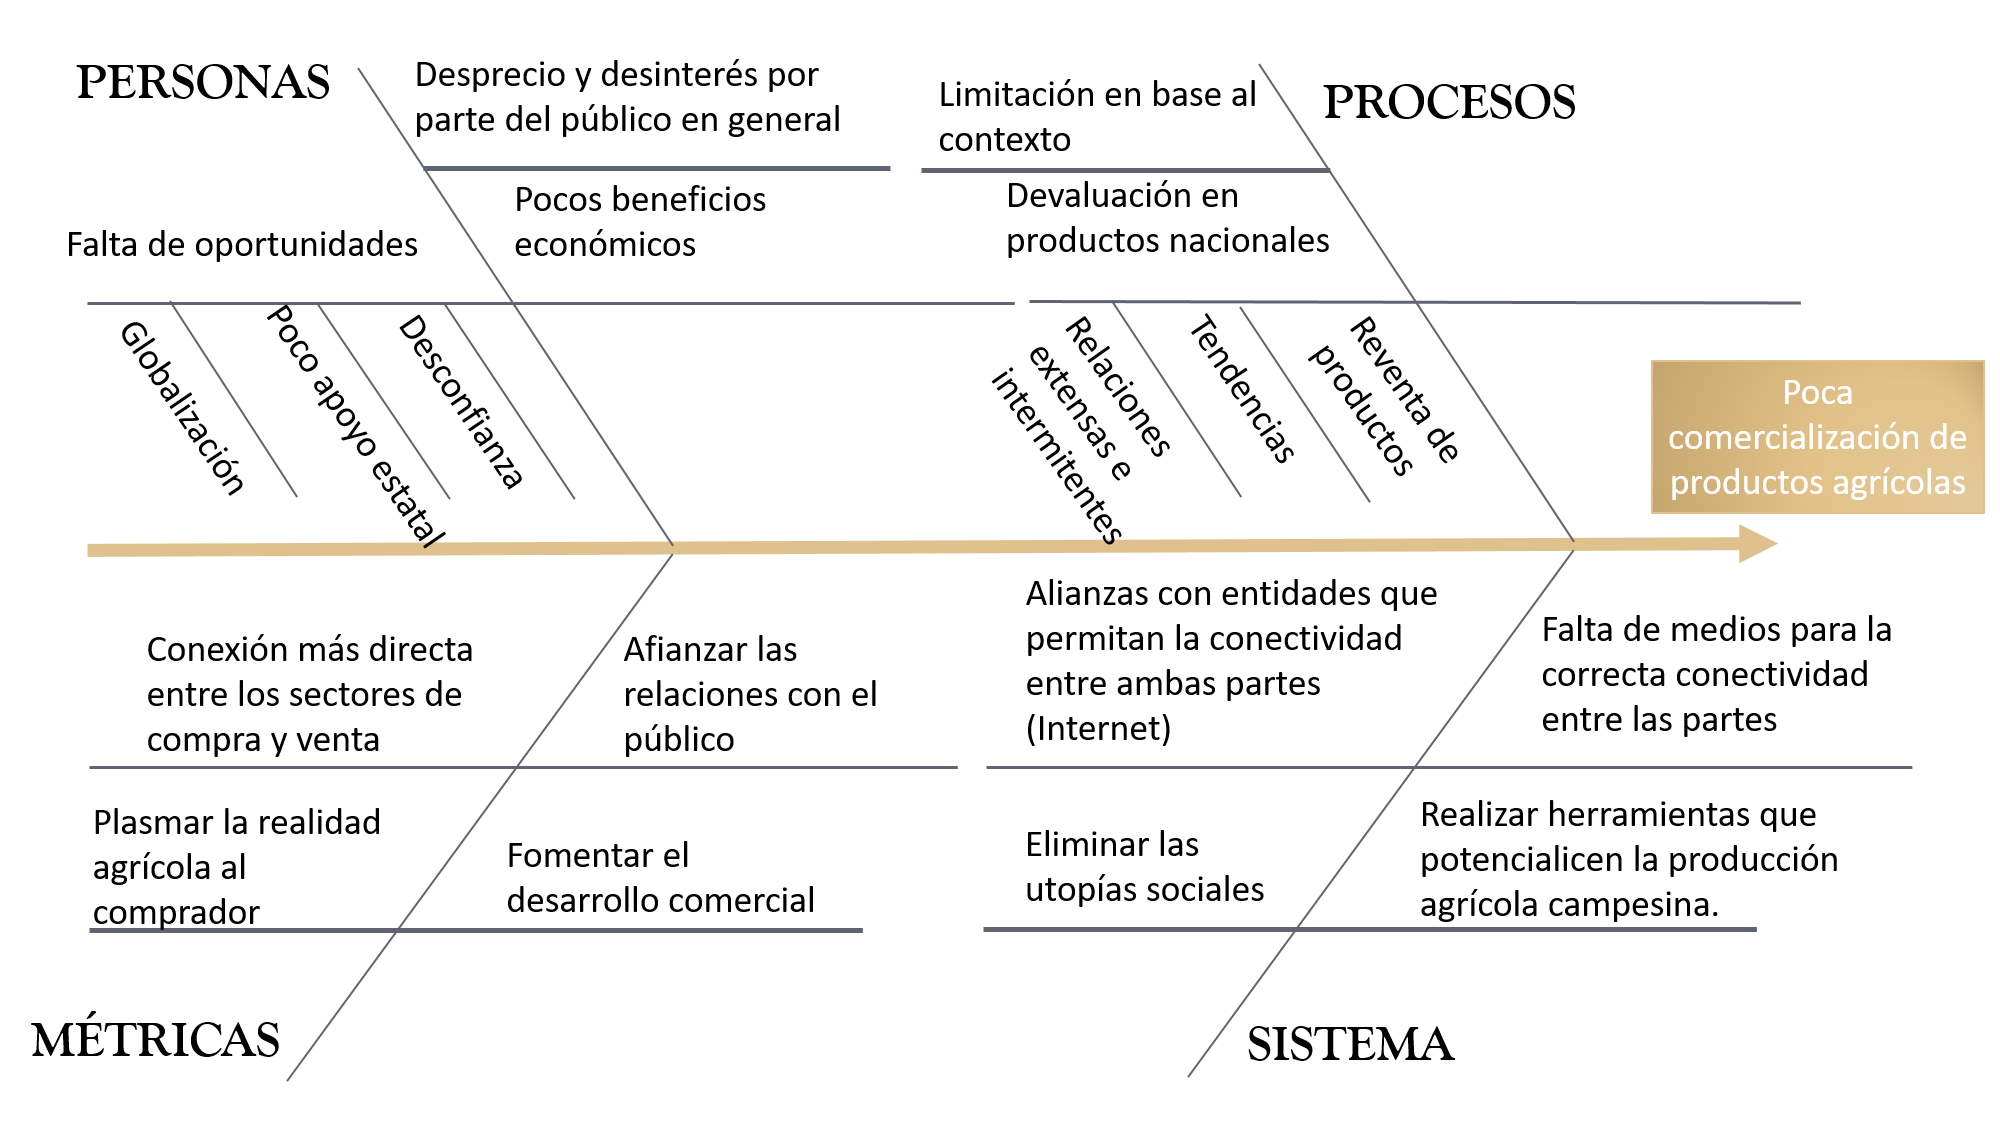 PERSONAS
Desprecio y desinterés por
parte del público en general
Limitación en base al
contexto
PROCESOS
Falta de oportunidades
Pocos beneficios
económicos
Devaluación en
productos nacionales
Globalización
Poco apoyo estatal
Desconfianza
Relaciones
extensas e
intermitentes
Tendencias
Reventa de
productos
Poca
comercialización de
productos agrícolas
Conexión más directa
entre los sectores de
compra y venta
Afianzar las
relaciones con el
público
Alianzas con entidades que
permitan la conectividad
entre ambas partes
(Internet)
Falta de medios para la
correcta conectividad
entre las partes
Plasmar la realidad
agrícola al
comprador
Fomentar el
desarrollo comercial
Eliminar las
utopías sociales
Realizar herramientas que
potencialicen la producción
agrícola campesina.
MÉTRICAS
SISTEMA